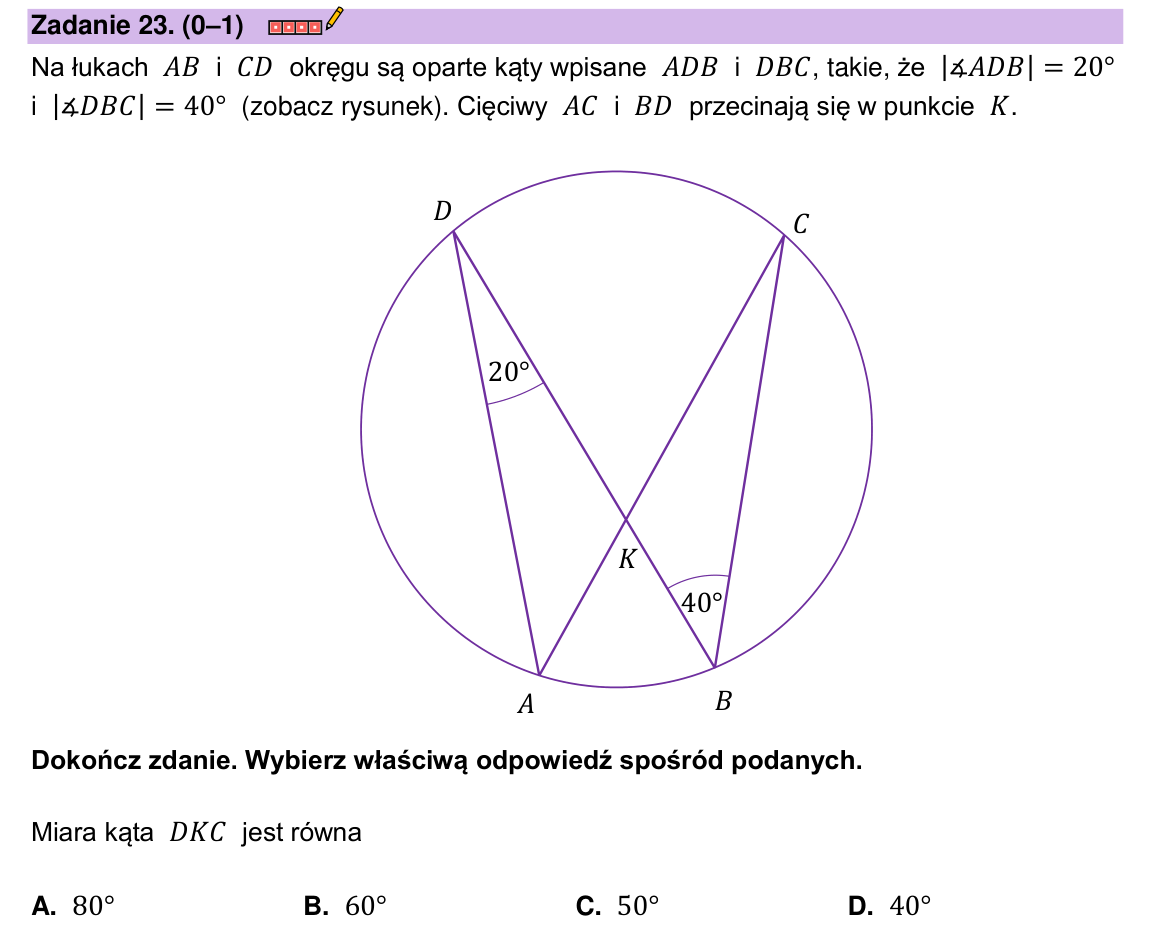 Zadanie 23. (0–1)
Na łukach AB i CD okręgu są oparte kąty wpisane ADB i DBC, takie, że |∡ADB| = 20°
i |∡DBC| = 40° (zobacz rysunek). Cięciwy AC i BD przecinają się w punkcie K.
D
C
20°
K
40°
A
B
Dokończ zdanie. Wybierz właściwą odpowiedź spośród podanych.
Miara kąta DKC jest równa
A. 80° B. 60° C. 50° D. 40°